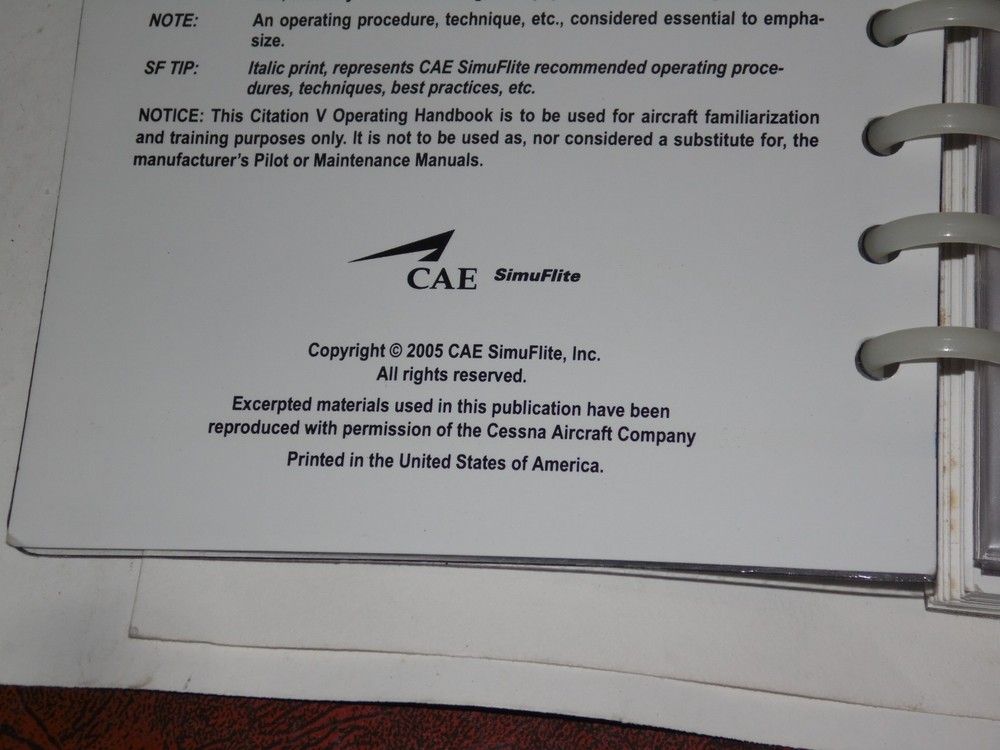 NOTE: An operating procedure, technique, etc., considered essential to empha-
size.
SF TIP: Italic print, represents CAE SimuFlite recommended operating proce-
dures, techniques, best practices, etc.
NOTICE: This Citation V Operating Handbook is to be used for aircraft familiarization
and training purposes only. It is not to be used as, nor considered a substitute for, the
manufacturer's Pilot or Maintenance Manuals.
CAE SimuFlite
Copyright © 2005 CAE SimuFlite, Inc.
All rights reserved.
Excerpted materials used in this publication have been
reproduced with permission of the Cessna Aircraft Company
Printed in the United States of America.